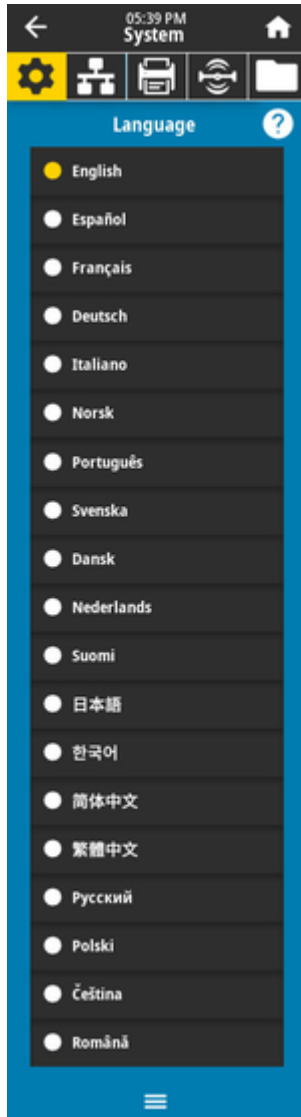 05:39 PM
System
Language
?
English
Español
Français
Deutsch
Italiano
Norsk
Português
Svenska
Dansk
Nederlands
Suomi
日本語
한국어
简体中文
繁體中文
Русский
Polski
Čeština
Română